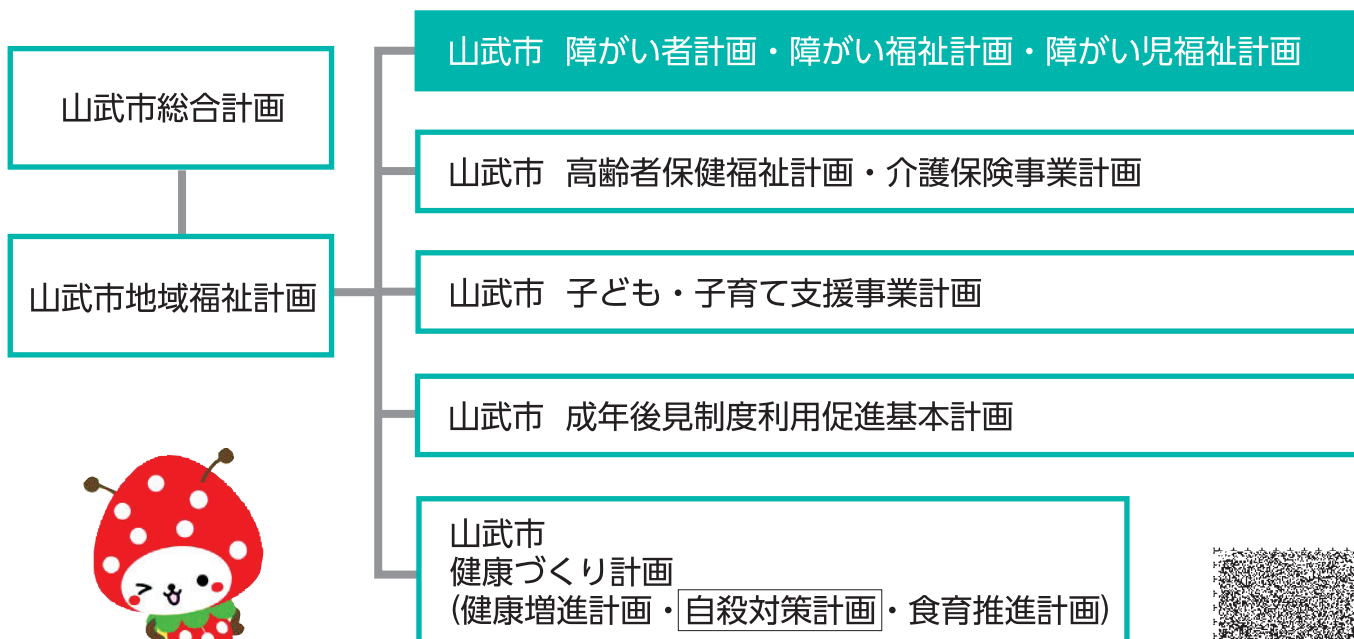 山武市総合計画
山武市地域福祉計画
山武市 障がい者計画・障がい福祉計画・障がい児福祉計画
山武市 高齢者保健福祉計画・介護保険事業計画
山武市 子ども・子育て支援事業計画
山武市 成年後見制度利用促進基本計画
山武市
健康づくり計画
(健康増進計画・自殺対策計画・食育推進計画)